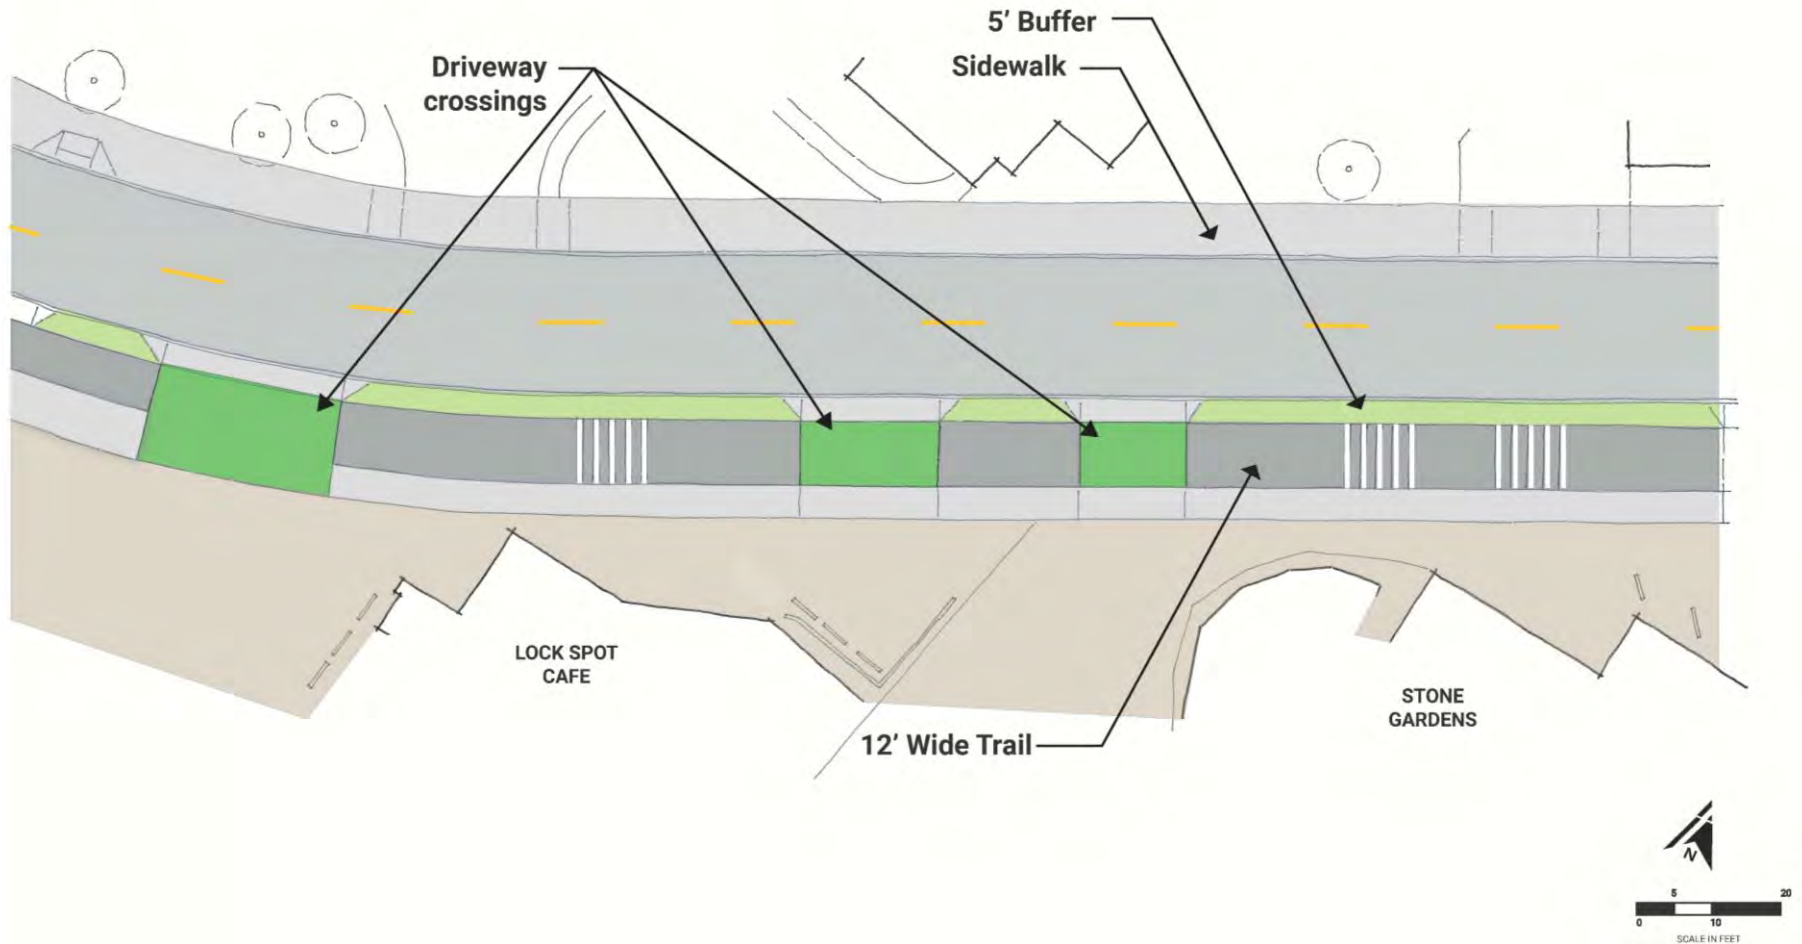 5’ Buffer
Sidewalk
Driveway
crossings
LOCK SPOT
CAFE
STONE
GARDENS
12’ Wide Trail
N
5 20
0 10
SCALE IN FEET